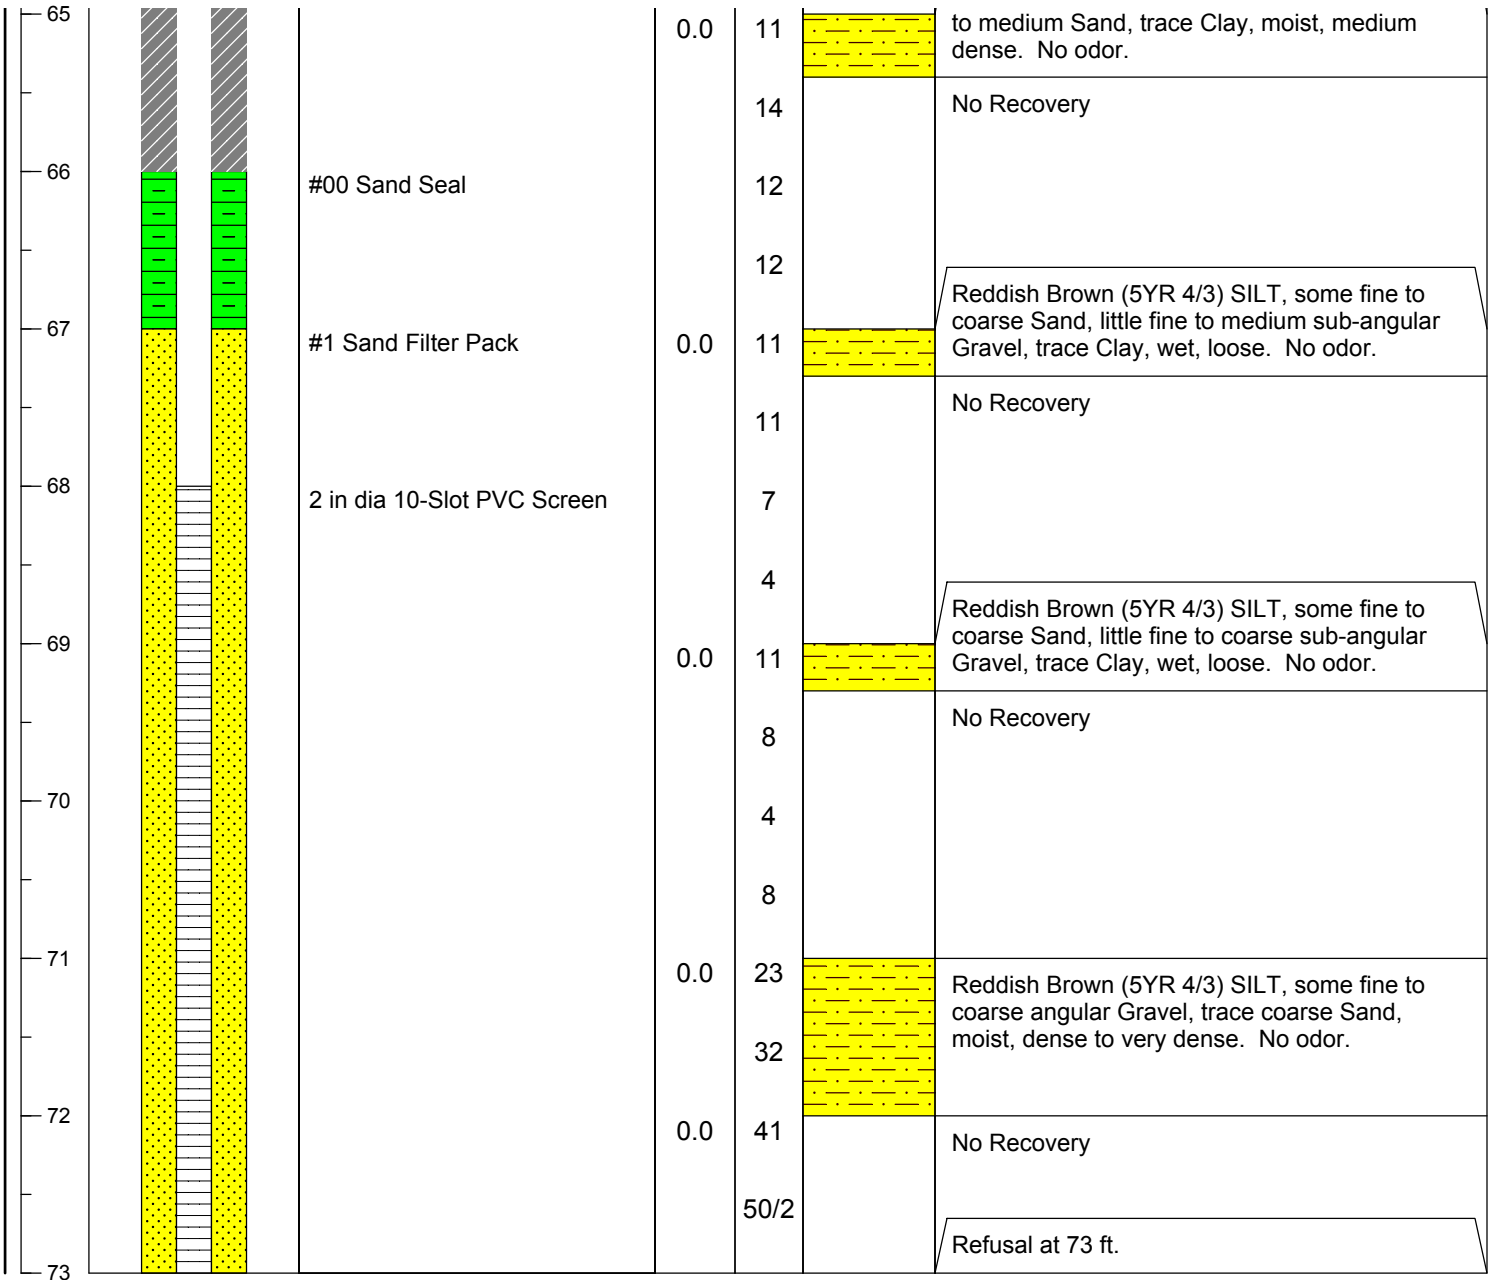 65
0.0 11 to medium Sand, trace Clay, moist, medium
dense. No odor.
14 No Recovery
66
#00 Sand Seal 12
12
Reddish Brown (5YR 4/3) SILT, some fine to
coarse Sand, little fine to medium sub-angular
Gravel, trace Clay, wet, loose. No odor.
67
#1 Sand Filter Pack 0.0 11
No Recovery
11
68
2 in dia 10-Slot PVC Screen 7
4
Reddish Brown (5YR 4/3) SILT, some fine to
coarse Sand, little fine to coarse sub-angular
Gravel, trace Clay, wet, loose. No odor.
69
0.0 11
No Recovery
8
70
4
8
71
0.0 23
Reddish Brown (5YR 4/3) SILT, some fine to
coarse angular Gravel, trace coarse Sand,
moist, dense to very dense. No odor.
32
72
0.0 41
No Recovery
50/2
Refusal at 73 ft.
73